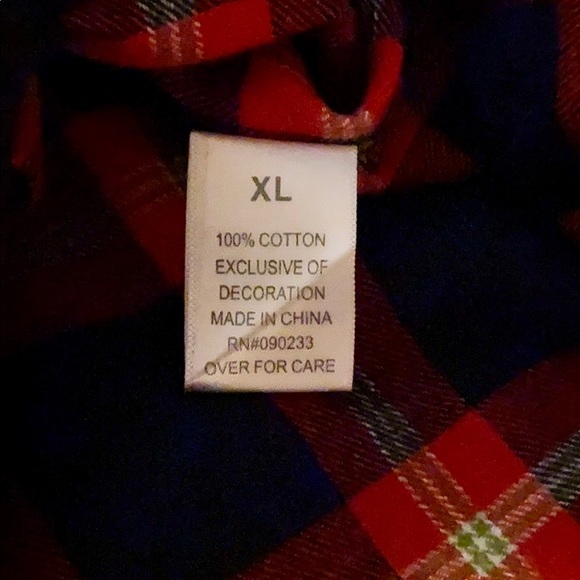 XL
100% COTTON
EXCLUSIVE OF
DECORATION
MADE IN CHINA
RN#090233
OVER FOR CARE